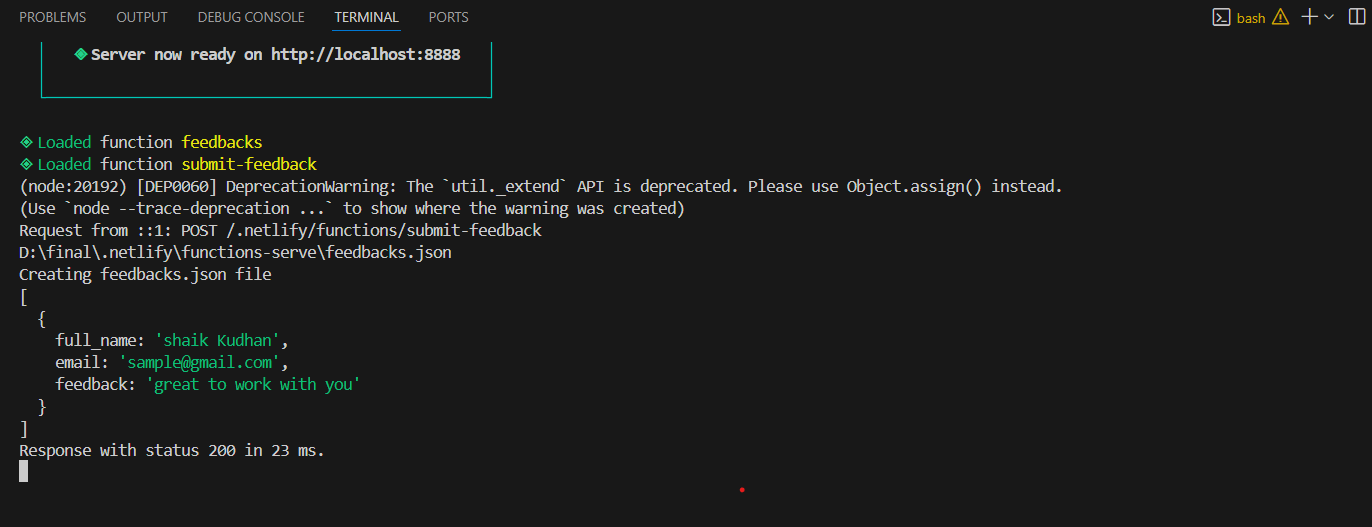 PROBLEMS OUTPUT DEBUG CONSOLE TERMINAL PORTS bash
Server now ready on http://localhost:8888
Loaded function feedbacks
Loaded function submit-feedback
(node:20192) [DEP0060] DeprecationWarning: The `util._extend` API is deprecated. Please use Object.assign() instead.
(Use `node --trace-deprecation ...` to show where the warning was created)
Request from ::1: POST /.netlify/functions/submit-feedback
D:\final\.netlify\functions-serve\feedbacks.json
Creating feedbacks.json file
[
  {
    full_name: 'shaik Kudhan',
    email: 'sample@gmail.com',
    feedback: 'great to work with you'
  }
]
Response with status 200 in 23 ms.